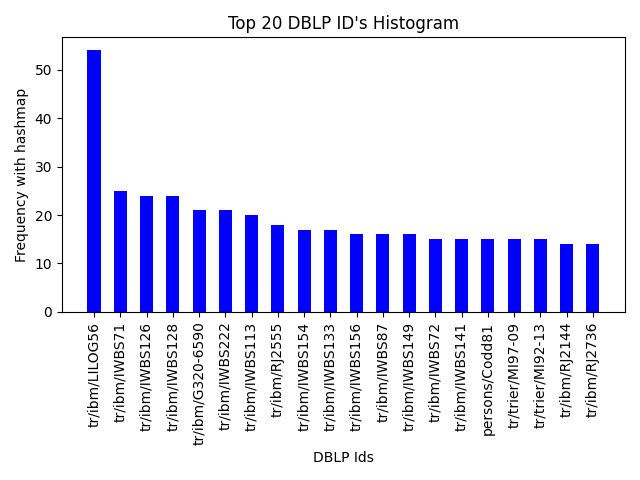 Top 20 DBLP ID's Histogram
Frequency with hashmap
50
40
30
20
10
0
tr/ibm/LILOG56
tr/ibm/IWBS71
tr/ibm/IWBS126
tr/ibm/IWBS128
tr/ibm/G320-6590
tr/ibm/IWBS222
tr/ibm/IWBS113
tr/ibm/RJ2555
tr/ibm/IWBS154
tr/ibm/IWBS133
tr/ibm/IWBS156
tr/ibm/IWBS87
tr/ibm/IWBS149
tr/ibm/IWBS72
tr/ibm/IWBS141
persons/Codd81
tr/trier/MI97-09
tr/trier/MI92-13
tr/ibm/RJ2144
tr/ibm/RJ2736
DBLP Ids